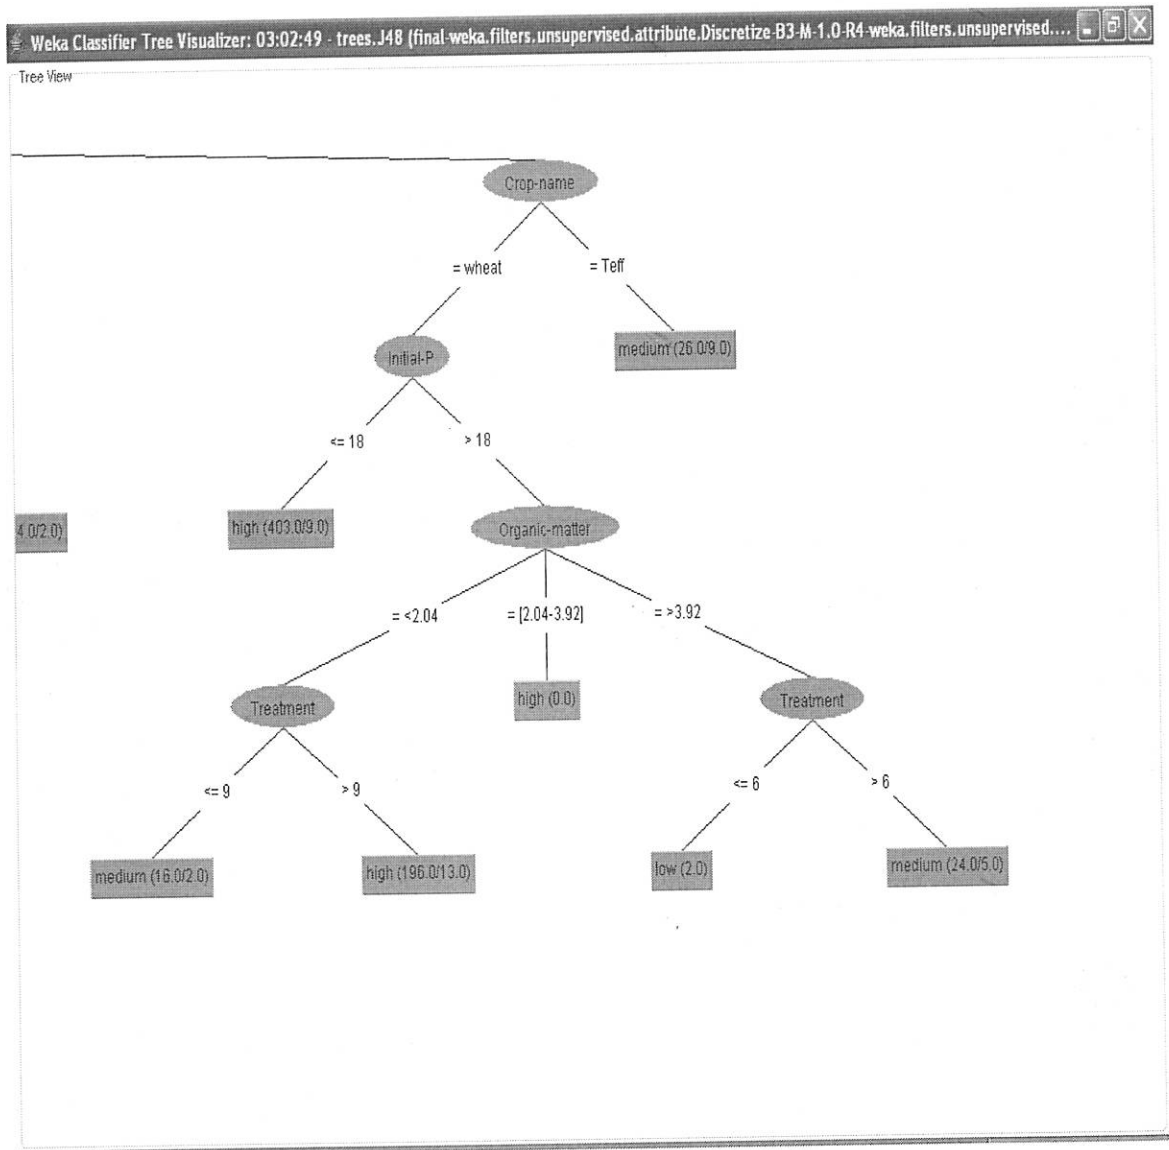 Weka Classifier Tree Visualizer: 03:02:49 - trees.J48 (final-weka.filters.unsupervised.attribute.Discretize-B3-M-1.0-R4-weka.filters.unsupervised....
Tree View
Crop-name
= wheat
= Teff
Initial-P
medium (26.0/9.0)
<= 18
> 18
4.0/2.0)
high (403.0/9.0)
Organic-matter
= <2.04
= [2.04-3.92]
= >3.92
Treatment
high (0.0)
Treatment
<= 9
> 9
<= 6
> 6
medium (16.0/2.0)
high (196.0/13.0)
low (2.0)
medium (24.0/5.0)